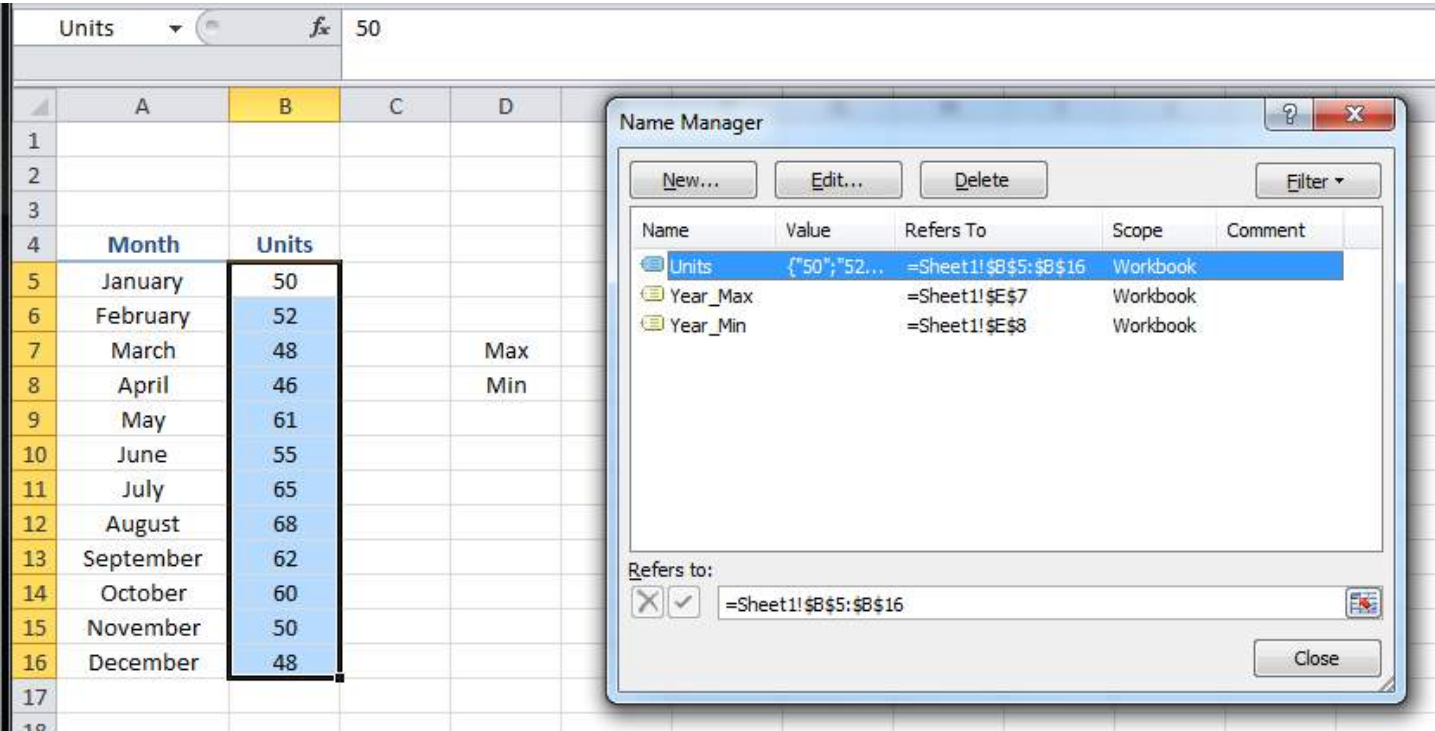 Units fx 50
A B C D
1
2
3
4 Month Units
5 January 50
6 February 52
7 March 48 Max
8 April 46 Min
9 May 61
10 June 55
11 July 65
12 August 68
13 September 62
14 October 60
15 November 50
16 December 48
17
18
Name Manager
New... Edit... Delete Filter
Name Value Refers To Scope Comment
Units {"50";"52... =Sheet1!$B$5:$B$16 Workbook
Year_Max =Sheet1!$E$7 Workbook
Year_Min =Sheet1!$E$8 Workbook
Refers to:
=Sheet1!$B$5:$B$16
Close